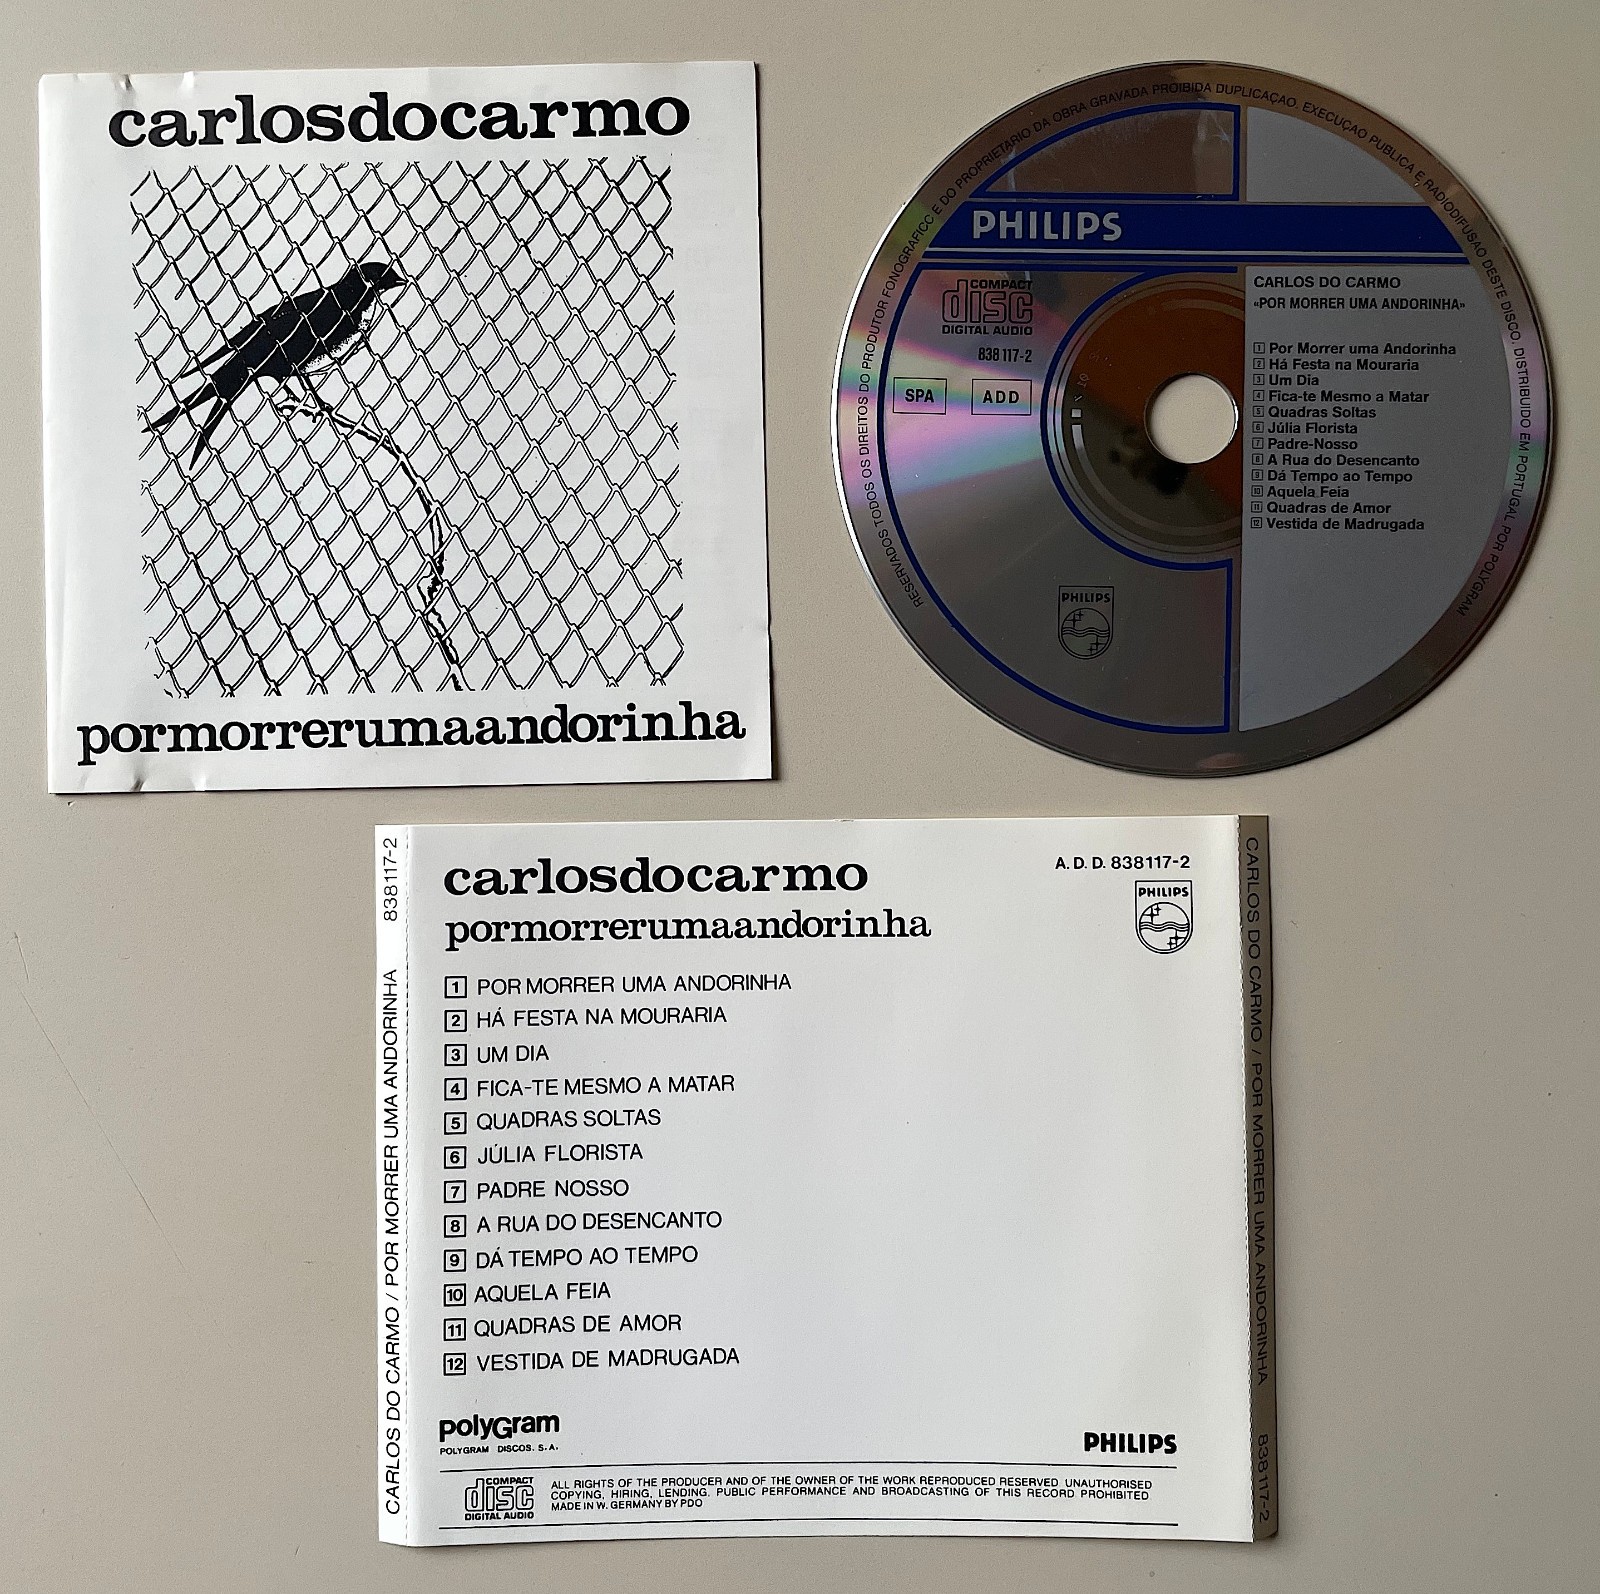 carlosdocarmo
pormorrerumaandorinha
RESERVADOS TODOS OS DIREITOS DO PRODUTOR FONOGRAFICO E DO PROPRIETARIO DA OBRA GRAVADA PROIBIDA DUPLICAÇAO, EXECUÇAO PUBLICA E RADIODIFUSAO DESTE DISCO. DISTRIBUIDO EM PORTUGAL POR POLYGRAM
PHILIPS
COMPACT
disc
DIGITAL AUDIO
838 117-2
SPA
ADD
PHILIPS
CARLOS DO CARMO
«POR MORRER UMA ANDORINHA»
1 Por Morrer uma Andorinha
2 Há Festa na Mouraria
3 Um Dia
4 Fica-te Mesmo a Matar
5 Quadras Soltas
6 Júlia Florista
7 Padre-Nosso
8 A Rua do Desencanto
9 Dá Tempo ao Tempo
10 Aquela Feia
11 Quadras de Amor
12 Vestida de Madrugada
CARLOS DO CARMO / POR MORRER UMA ANDORINHA 838117-2
carlosdocarmo
pormorrerumaandorinha
A. D. D. 838117-2
PHILIPS
1 POR MORRER UMA ANDORINHA
2 HÁ FESTA NA MOURARIA
3 UM DIA
4 FICA-TE MESMO A MATAR
5 QUADRAS SOLTAS
6 JÚLIA FLORISTA
7 PADRE NOSSO
8 A RUA DO DESENCANTO
9 DÁ TEMPO AO TEMPO
10 AQUELA FEIA
11 QUADRAS DE AMOR
12 VESTIDA DE MADRUGADA
PolyGram
POLYGRAM DISCOS. S.A.
PHILIPS
COMPACT
disc
DIGITAL AUDIO
ALL RIGHTS OF THE PRODUCER AND OF THE OWNER OF THE WORK REPRODUCED RESERVED. UNAUTHORISED
COPYING, HIRING, LENDING, PUBLIC PERFORMANCE AND BROADCASTING OF THIS RECORD PROHIBITED
MADE IN W. GERMANY BY PDO
CARLOS DO CARMO / POR MORRER UMA ANDORINHA 838117-2